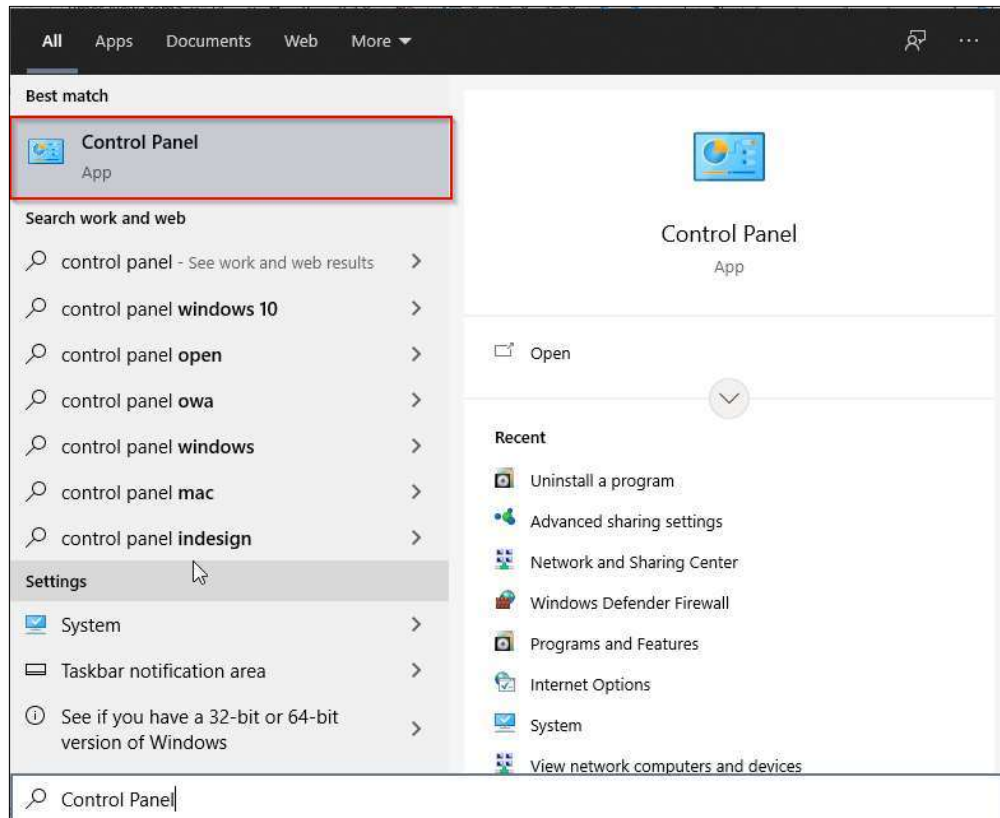 All Apps Documents Web More
Best match
Control Panel
App
Search work and web
control panel - See work and web results
control panel windows 10
control panel open
control panel owa
control panel windows
control panel mac
control panel indesign
Settings
System
Taskbar notification area
See if you have a 32-bit or 64-bit
version of Windows
Control Panel
App
Open
Recent
Uninstall a program
Advanced sharing settings
Network and Sharing Center
Windows Defender Firewall
Programs and Features
Internet Options
System
View network computers and devices
Control Panel